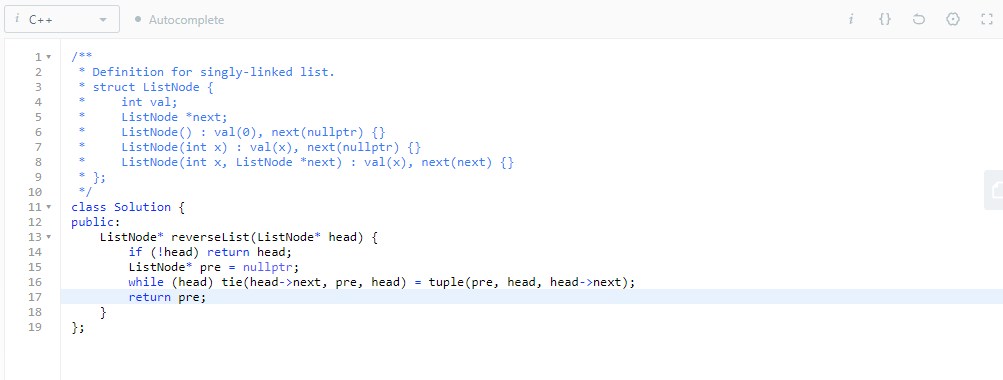 i C++
Autocomplete
i {}
1 /**
2  * Definition for singly-linked list.
3  * struct ListNode {
4  *     int val;
5  *     ListNode *next;
6  *     ListNode() : val(0), next(nullptr) {}
7  *     ListNode(int x) : val(x), next(nullptr) {}
8  *     ListNode(int x, ListNode *next) : val(x), next(next) {}
9  * };
10  */
11 class Solution {
12 public:
13     ListNode* reverseList(ListNode* head) {
14         if (!head) return head;
15         ListNode* pre = nullptr;
16         while (head) tie(head->next, pre, head) = tuple(pre, head, head->next);
17         return pre;
18     }
19 };